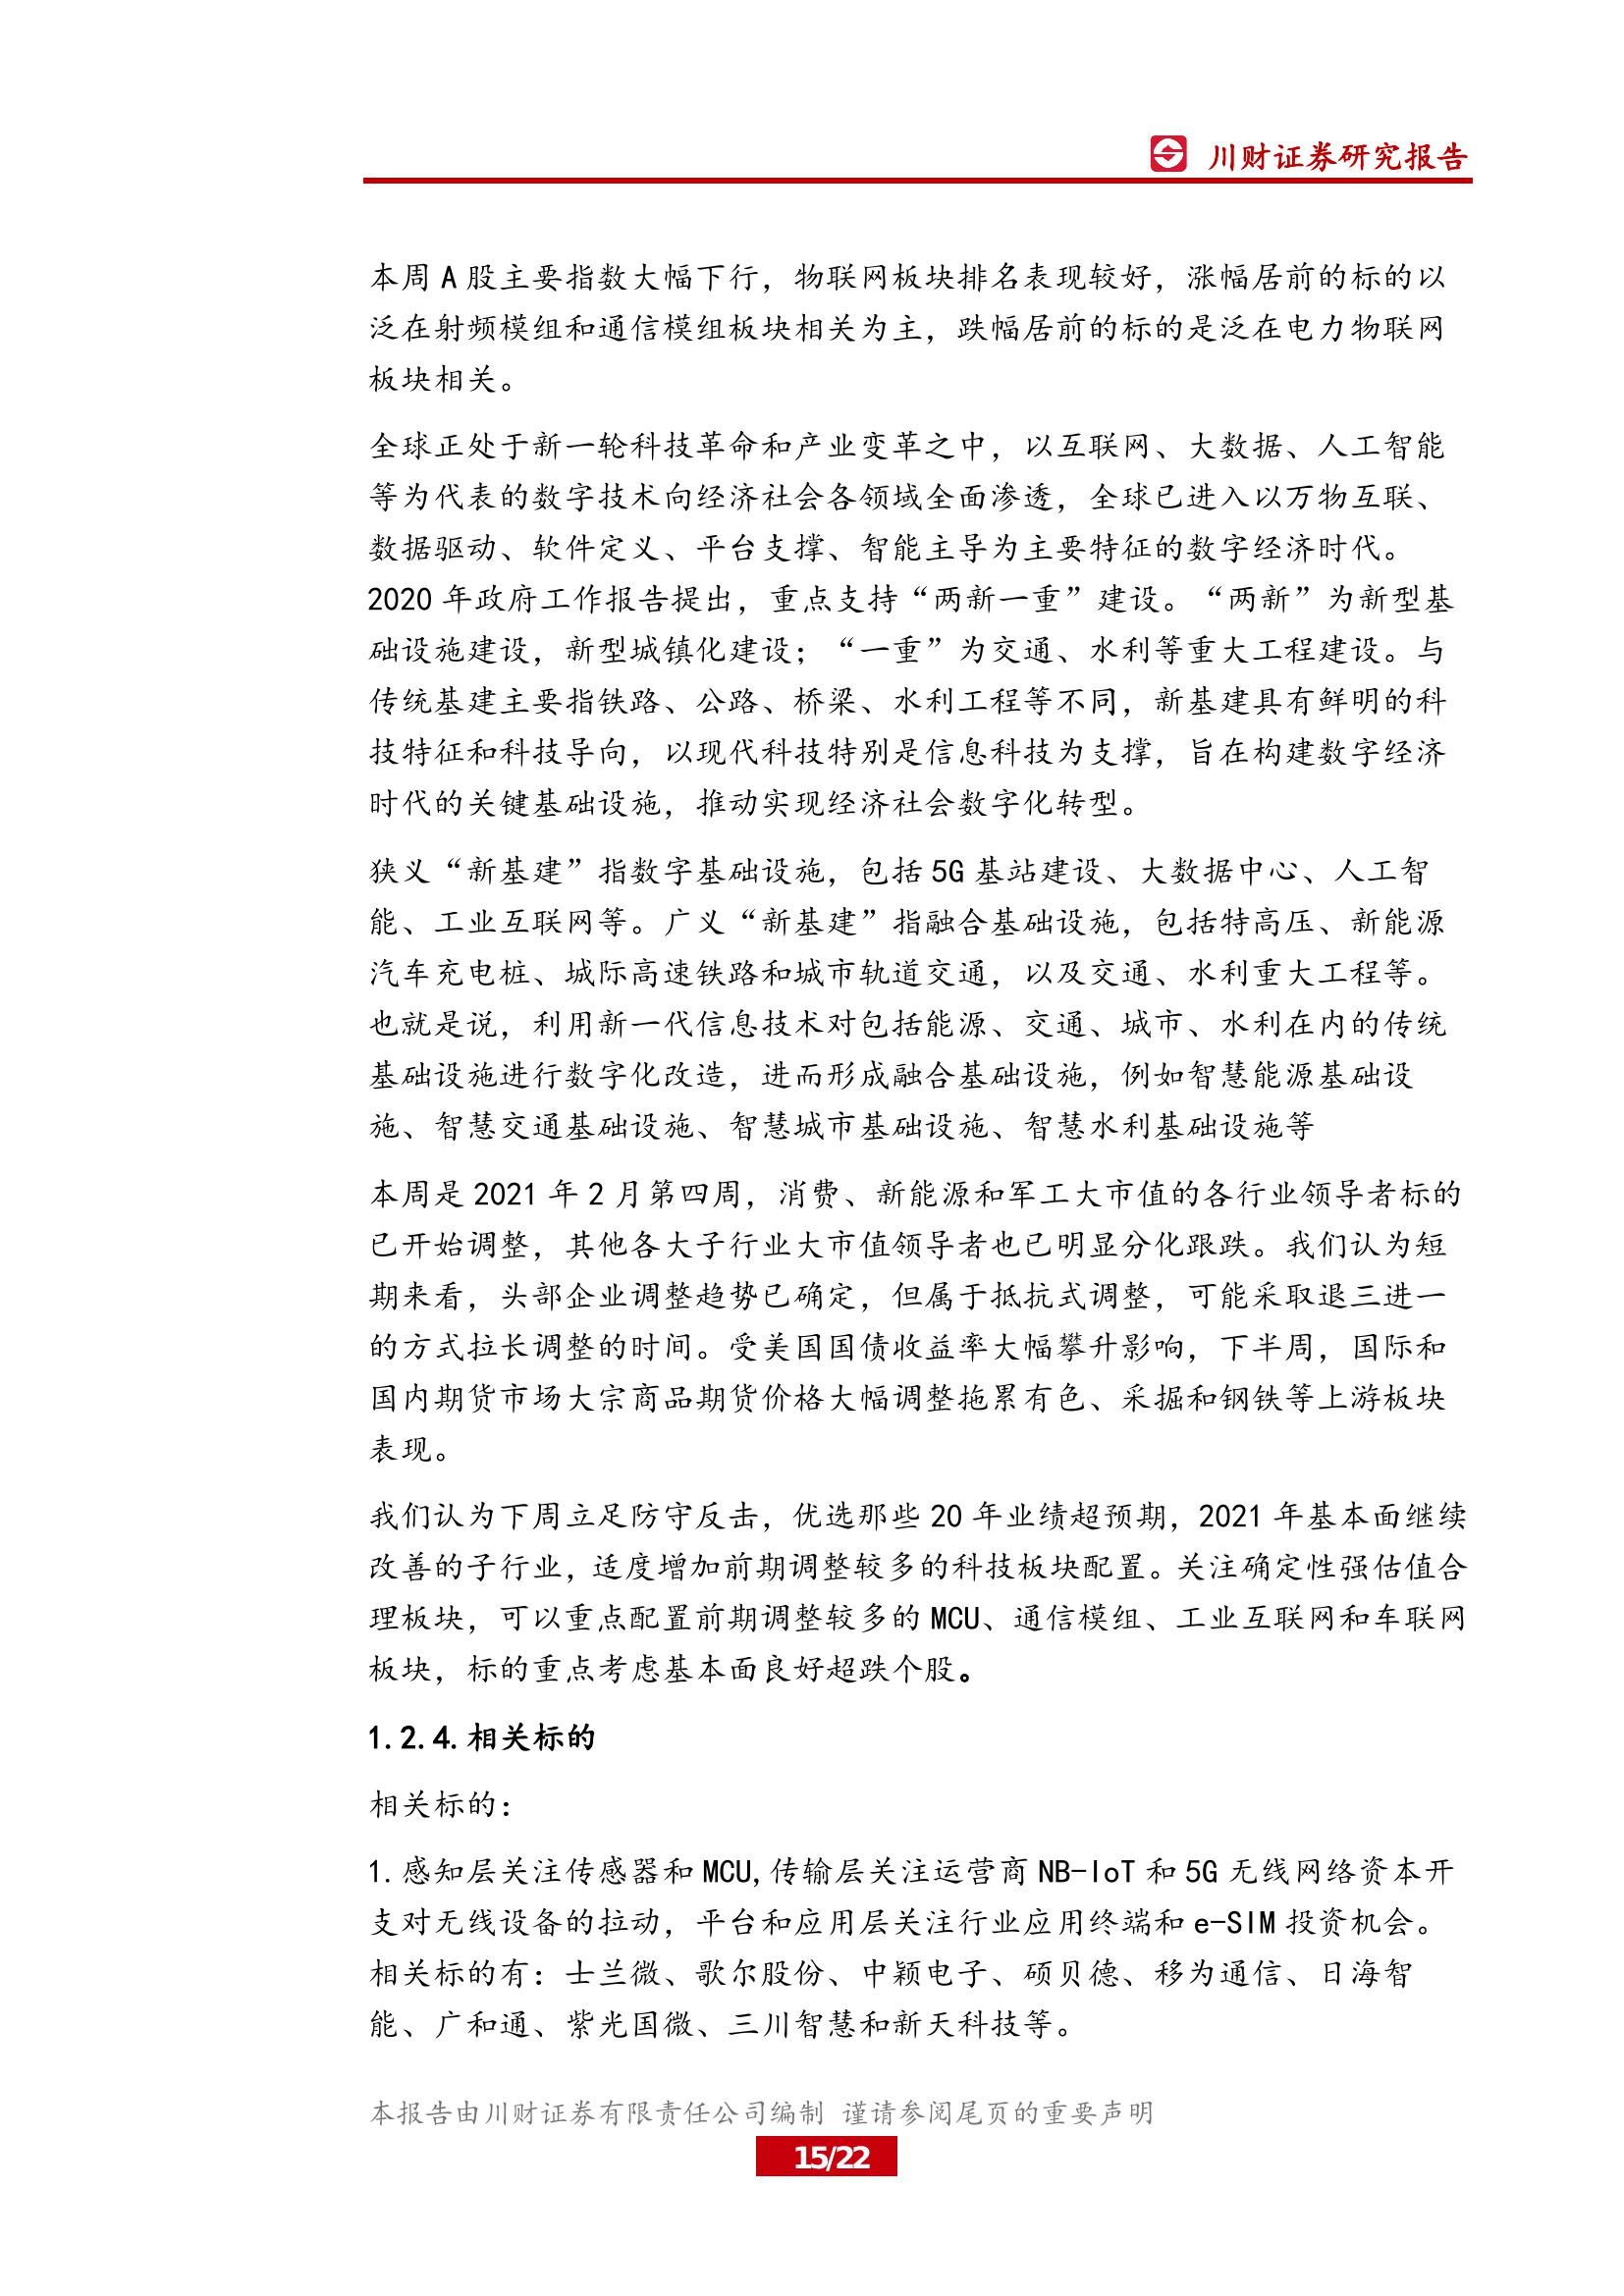 川财证券研究报告
本周 A 股主要指数大幅下行，物联网板块排名表现较好，涨幅居前的标的以
泛在射频模组和通信模组板块相关为主，跌幅居前的标的是泛在电力物联网
板块相关。
全球正处于新一轮科技革命和产业变革之中，以互联网、大数据、人工智能
等为代表的数字技术向经济社会各领域全面渗透，全球已进入以万物互联、
数据驱动、软件定义、平台支撑、智能主导为主要特征的数字经济时代。
2020 年政府工作报告提出，重点支持“两新一重”建设。“两新”为新型基
础设施建设，新型城镇化建设；“一重”为交通、水利等重大工程建设。与
传统基建主要指铁路、公路、桥梁、水利工程等不同，新基建具有鲜明的科
技特征和科技导向，以现代科技特别是信息科技为支撑，旨在构建数字经济
时代的关键基础设施，推动实现经济社会数字化转型。
狭义“新基建”指数字基础设施，包括 5G 基站建设、大数据中心、人工智
能、工业互联网等。广义“新基建”指融合基础设施，包括特高压、新能源
汽车充电桩、城际高速铁路和城市轨道交通，以及交通、水利重大工程等。
也就是说，利用新一代信息技术对包括能源、交通、城市、水利在内的传统
基础设施进行数字化改造，进而形成融合基础设施，例如智慧能源基础设
施、智慧交通基础设施、智慧城市基础设施、智慧水利基础设施等
本周是 2021 年 2 月第四周，消费、新能源和军工大市值的各行业领导者标的
已开始调整，其他各大子行业大市值领导者也已明显分化跟跌。我们认为短
期来看，头部企业调整趋势已确定，但属于抵抗式调整，可能采取退三进一
的方式拉长调整的时间。受美国国债收益率大幅攀升影响，下半周，国际和
国内期货市场大宗商品期货价格大幅调整拖累有色、采掘和钢铁等上游板块
表现。
我们认为下周立足防守反击，优选那些 20 年业绩超预期，2021 年基本面继续
改善的子行业，适度增加前期调整较多的科技板块配置。关注确定性强估值合
理板块，可以重点配置前期调整较多的 MCU、通信模组、工业互联网和车联网
板块，标的重点考虑基本面良好超跌个股。
1.2.4.相关标的
相关标的：
1.感知层关注传感器和 MCU,传输层关注运营商 NB-IoT 和 5G 无线网络资本开
支对无线设备的拉动，平台和应用层关注行业应用终端和 e-SIM 投资机会。
相关标的有：士兰微、歌尔股份、中颖电子、硕贝德、移为通信、日海智
能、广和通、紫光国微、三川智慧和新天科技等。
本报告由川财证券有限责任公司编制 谨请参阅尾页的重要声明
15/22